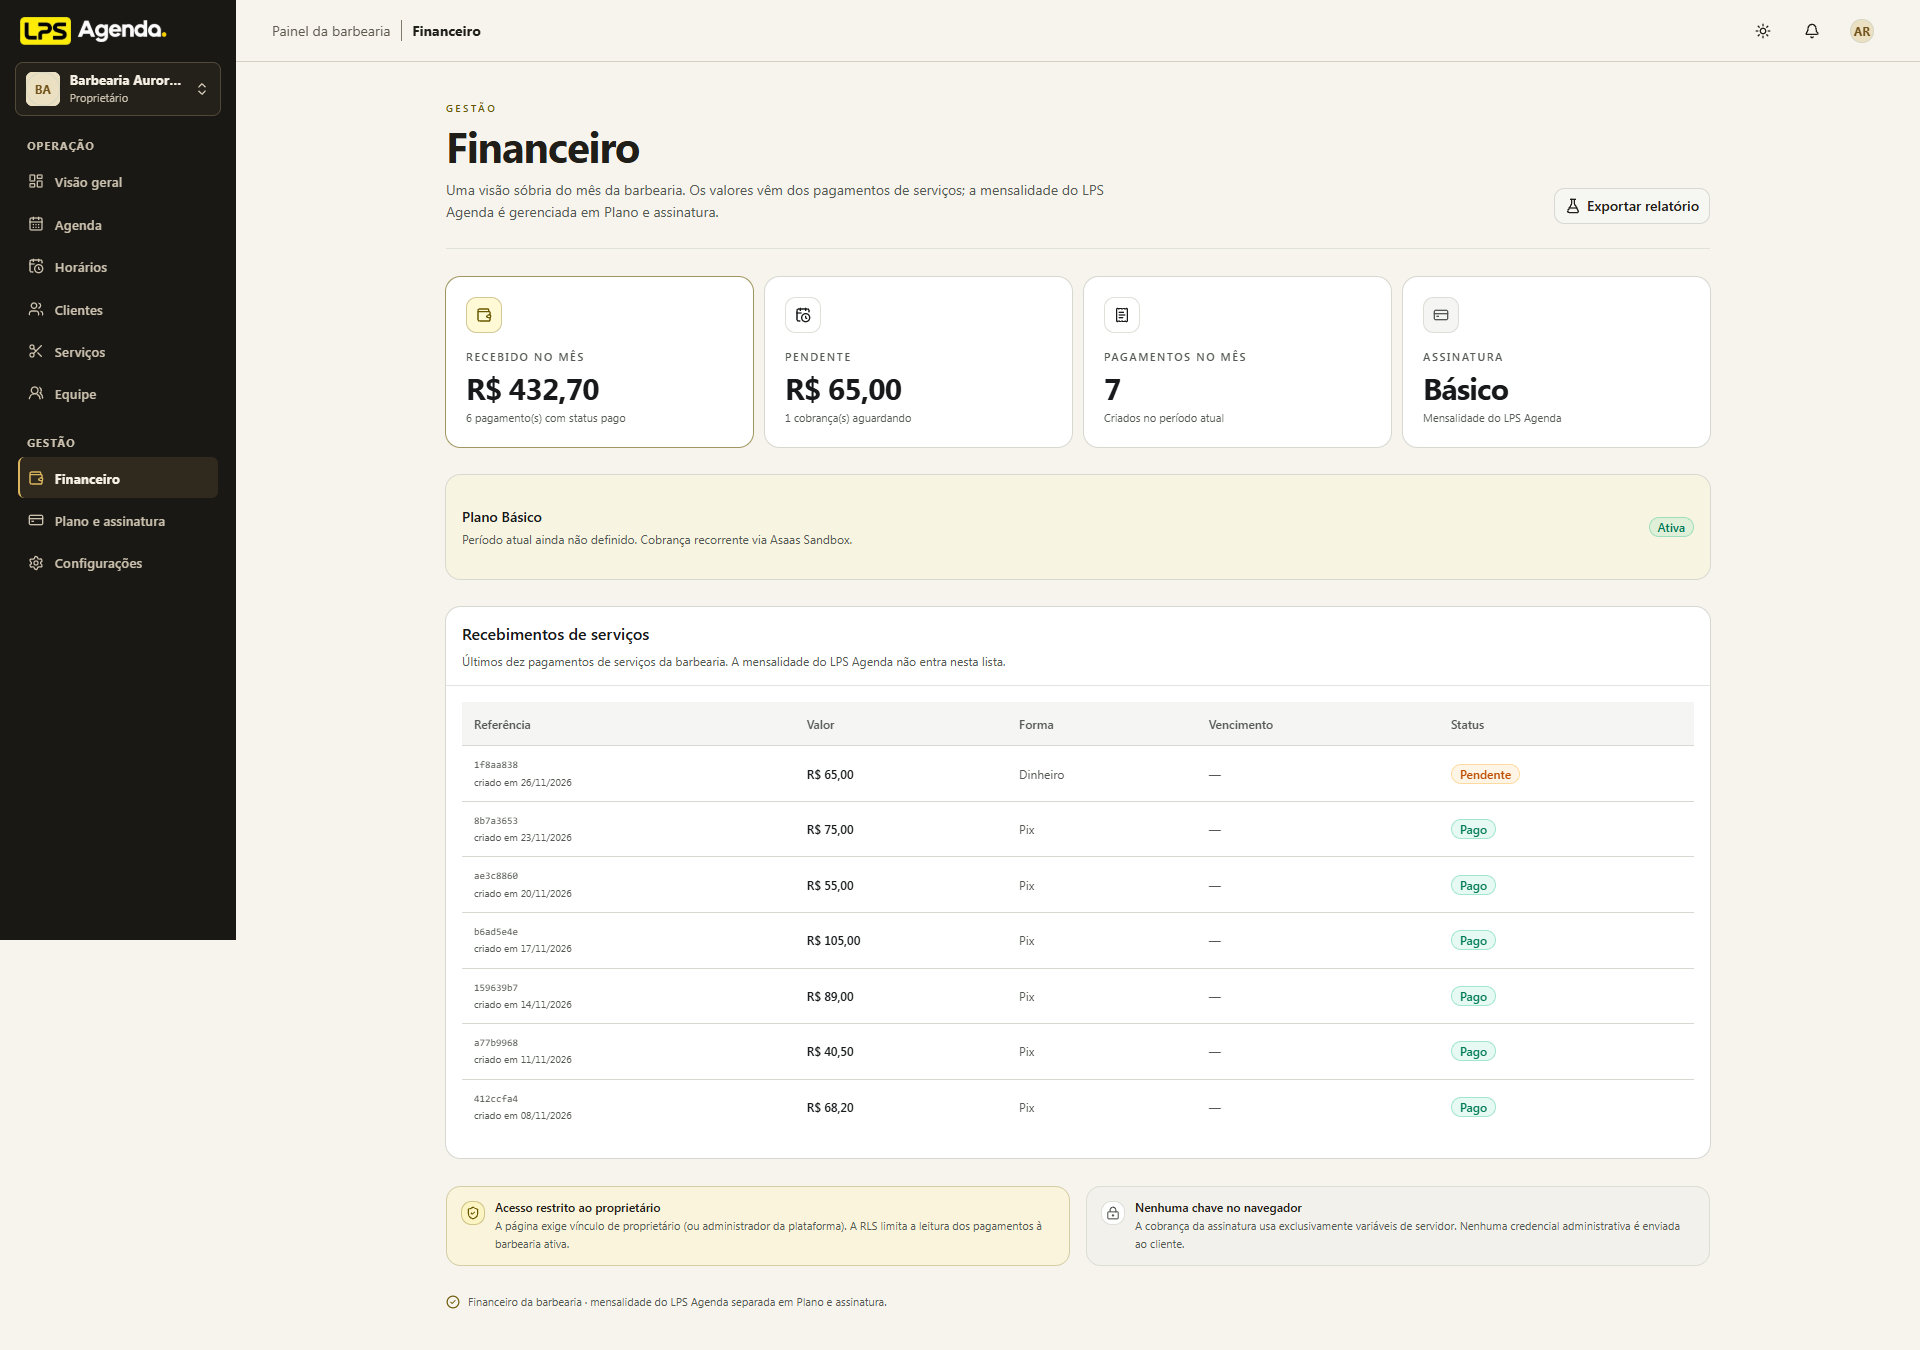 LPS Agenda.
BA
Barbearia Auror...
Proprietário
OPERAÇÃO
Visão geral
Agenda
Horários
Clientes
Serviços
Equipe
GESTÃO
Financeiro
Plano e assinatura
Configurações
Painel da barbearia
Financeiro
AR
GESTÃO
Financeiro
Uma visão sóbria do mês da barbearia. Os valores vêm dos pagamentos de serviços; a mensalidade do LPS
Agenda é gerenciada em Plano e assinatura.
Exportar relatório
RECEBIDO NO MÊS
R$ 432,70
6 pagamento(s) com status pago
PENDENTE
R$ 65,00
1 cobrança(s) aguardando
PAGAMENTOS NO MÊS
7
Criados no período atual
ASSINATURA
Básico
Mensalidade do LPS Agenda
Plano Básico
Período atual ainda não definido. Cobrança recorrente via Asaas Sandbox.
Ativa
Recebimentos de serviços
Últimos dez pagamentos de serviços da barbearia. A mensalidade do LPS Agenda não entra nesta lista.
Referência Valor Forma Vencimento Status
1f8aa838
criado em 26/11/2026
R$ 65,00 Dinheiro — Pendente
8b7a3653
criado em 23/11/2026
R$ 75,00 Pix — Pago
ae3c8860
criado em 20/11/2026
R$ 55,00 Pix — Pago
b6ad5e4e
criado em 17/11/2026
R$ 105,00 Pix — Pago
159639b7
criado em 14/11/2026
R$ 89,00 Pix — Pago
a77b9968
criado em 11/11/2026
R$ 40,50 Pix — Pago
412ccfa4
criado em 08/11/2026
R$ 68,20 Pix — Pago
Acesso restrito ao proprietário
A página exige vínculo de proprietário (ou administrador da plataforma). A RLS limita a leitura dos pagamentos à
barbearia ativa.
Nenhuma chave no navegador
A cobrança da assinatura usa exclusivamente variáveis de servidor. Nenhuma credencial administrativa é enviada
ao cliente.
Financeiro da barbearia · mensalidade do LPS Agenda separada em Plano e assinatura.